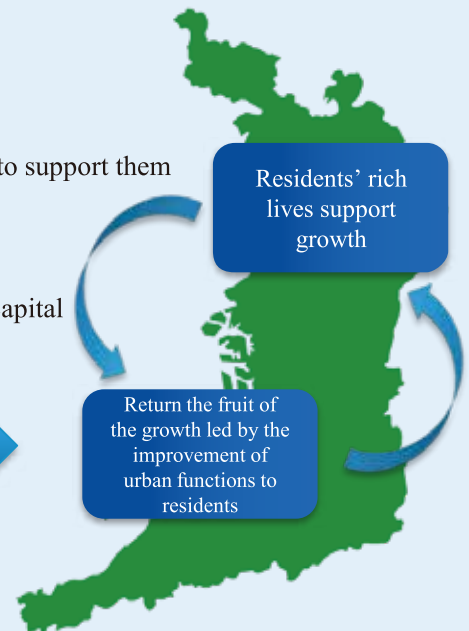 to support them
Residents’ rich
lives support
growth
Return the fruit of
the growth led by the
improvement of
urban functions to
residents